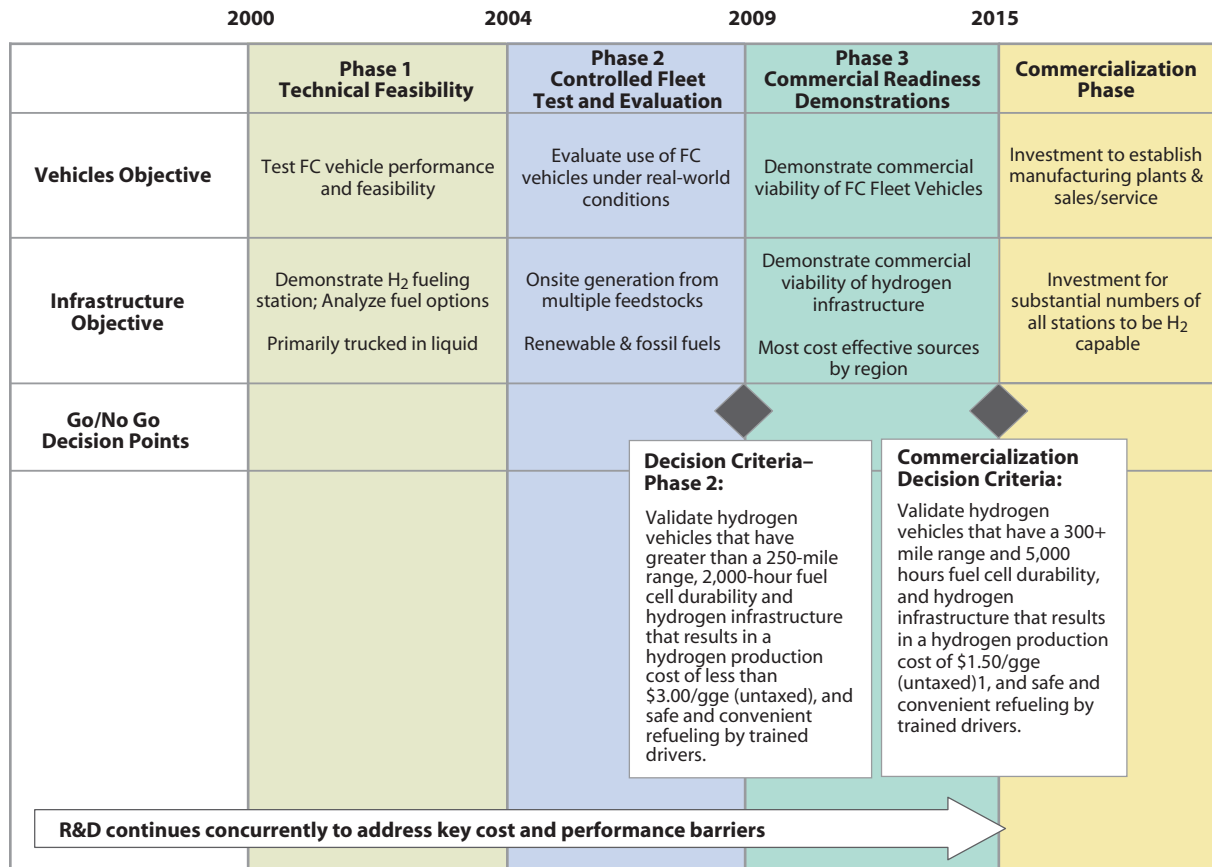 2000
2004
2009
2015
Phase 1
Technical Feasibility
Phase 2
Controlled Fleet
Test and Evaluation
Phase 3
Commercial Readiness
Demonstrations
Commercialization
Phase
Vehicles Objective
Test FC vehicle performance
and feasibility
Evaluate use of FC
vehicles under real-world
conditions
Demonstrate commercial
viability of FC Fleet Vehicles
Investment to establish
manufacturing plants &
sales/service
Infrastructure
Objective
Demonstrate H₂ fueling
station; Analyze fuel options
Primarily trucked in liquid
Onsite generation from
multiple feedstocks
Renewable & fossil fuels
Demonstrate commercial
viability of hydrogen
infrastructure
Most cost effective sources
by region
Investment for
substantial numbers of
all stations to be H₂
capable
Go/No Go
Decision Points
Decision Criteria–
Phase 2:
Validate hydrogen
vehicles that have
greater than a 250-mile
range, 2,000-hour fuel
cell durability and
hydrogen infrastructure
that results in a
hydrogen production
cost of less than
$3.00/gge (untaxed), and
safe and convenient
refueling by trained
drivers.
Commercialization
Decision Criteria:
Validate hydrogen
vehicles that have a 300+
mile range and 5,000
hours fuel cell durability,
and hydrogen
infrastructure that results
in a hydrogen production
cost of $1.50/gge
(untaxed)1, and safe and
convenient refueling by
trained drivers.
R&D continues concurrently to address key cost and performance barriers